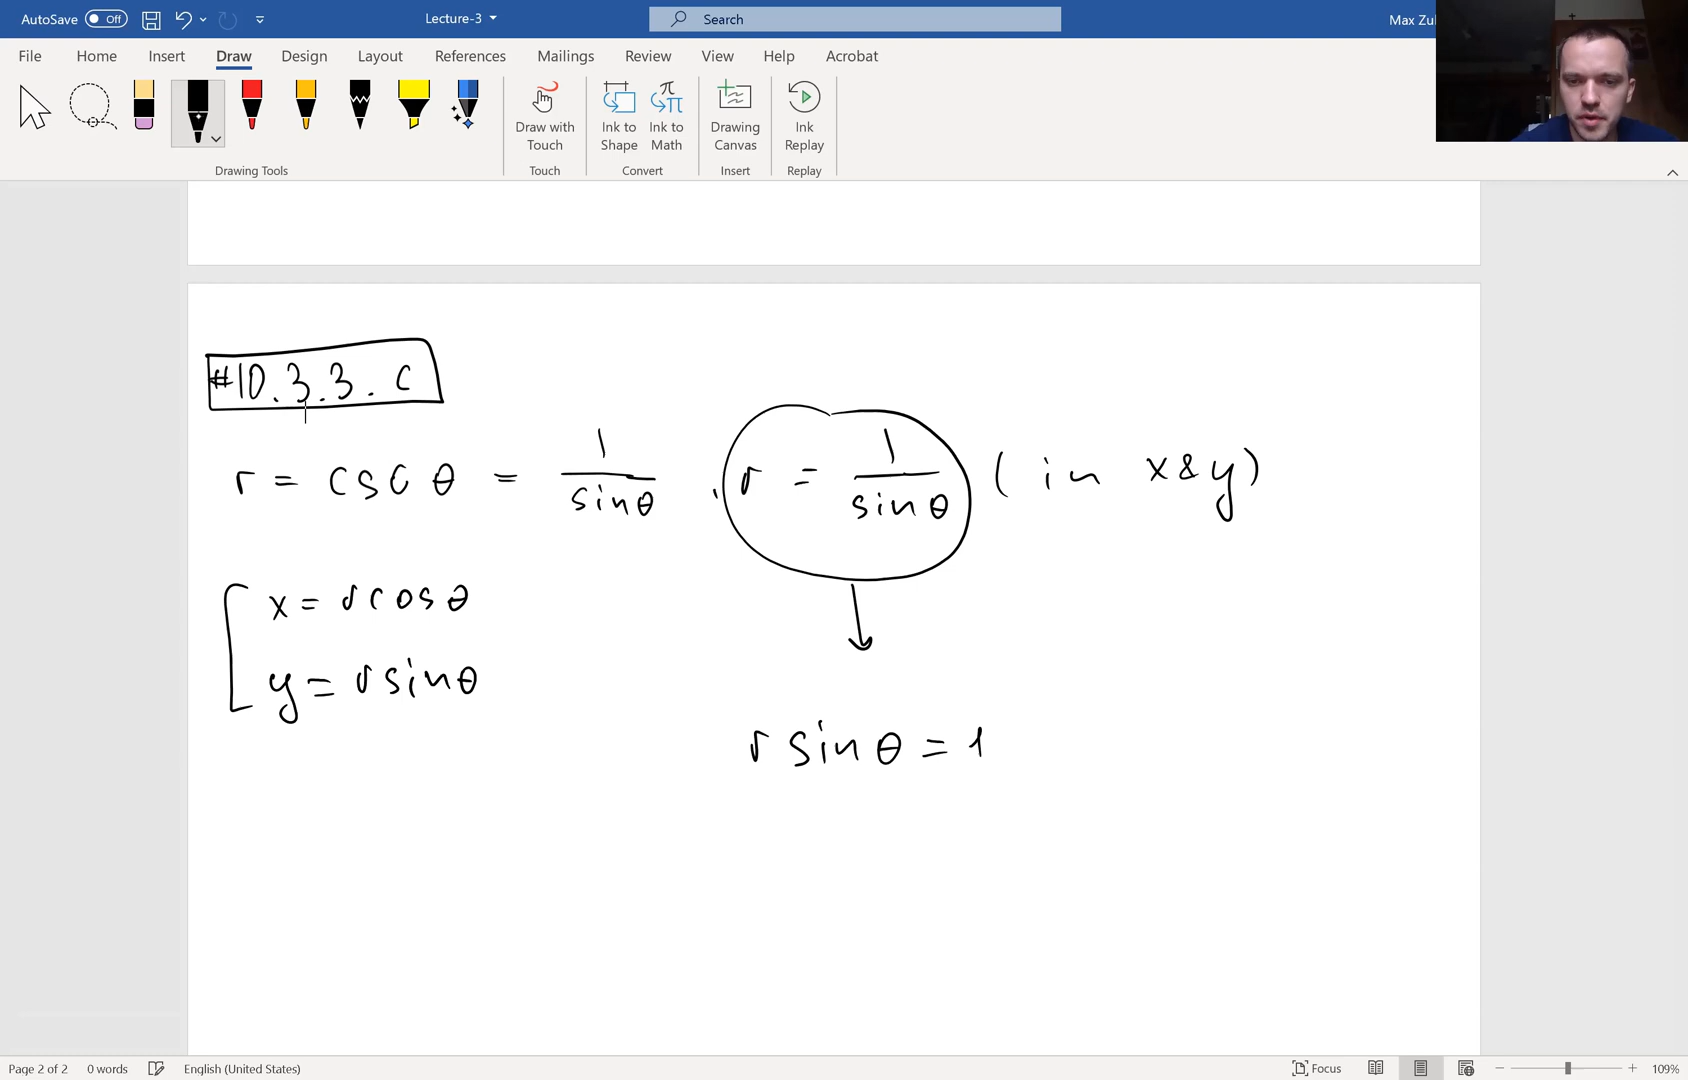 AutoSave Off Lecture-3 Search Max Zul
File Home Insert Draw Design Layout References Mailings Review View Help Acrobat
Draw with Touch Ink to Shape Ink to Math Drawing Canvas Ink Replay
Drawing Tools Touch Convert Insert Replay
#10.3.3.c
r = csc θ = 1/sinθ , r = 1/sinθ (in x&y)
x = r cos θ
y = r sin θ
r sin θ = 1
Page 2 of 2 0 words English (United States) Focus 109%